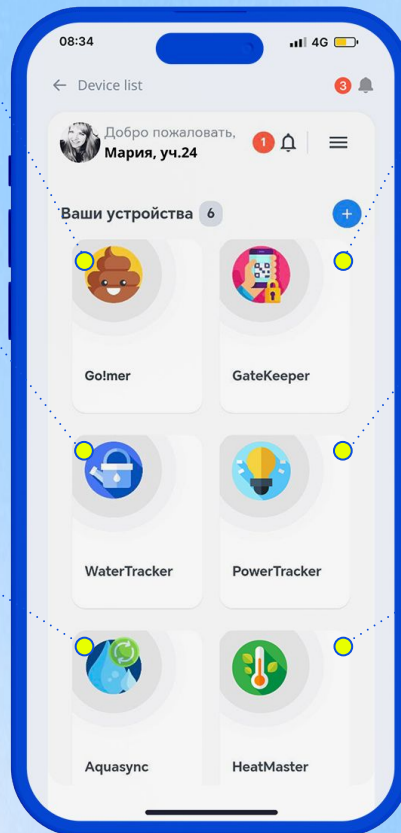 08:34
4G
Device list
3
Добро пожаловать,
Мария, уч.24
1
Ваши устройства 6
+
Go!mer
GateKeeper
WaterTracker
PowerTracker
Aquasync
HeatMaster